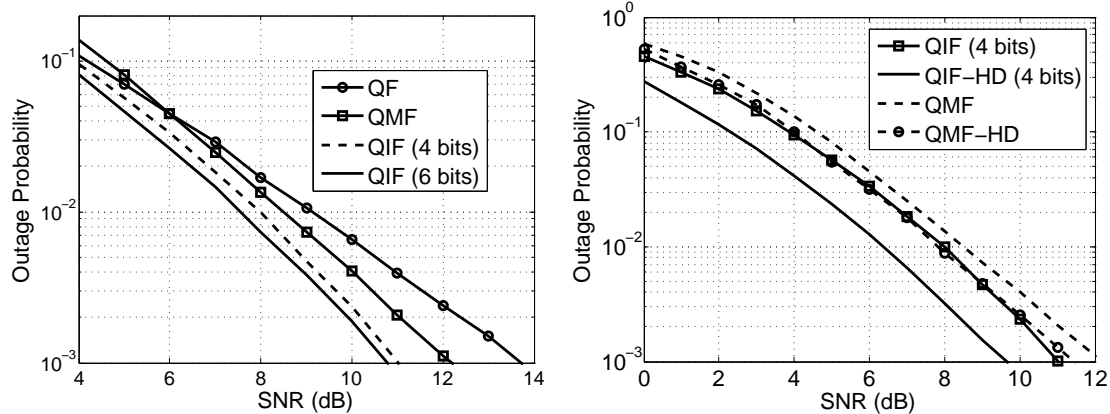 Outage Probability
10^-1
10^-2
10^-3
4 6 8 10 12 14
SNR (dB)
QF
QMF
QIF (4 bits)
QIF (6 bits)
Outage Probability
10^0
10^-1
10^-2
10^-3
0 2 4 6 8 10 12
SNR (dB)
QIF (4 bits)
QIF-HD (4 bits)
QMF
QMF-HD